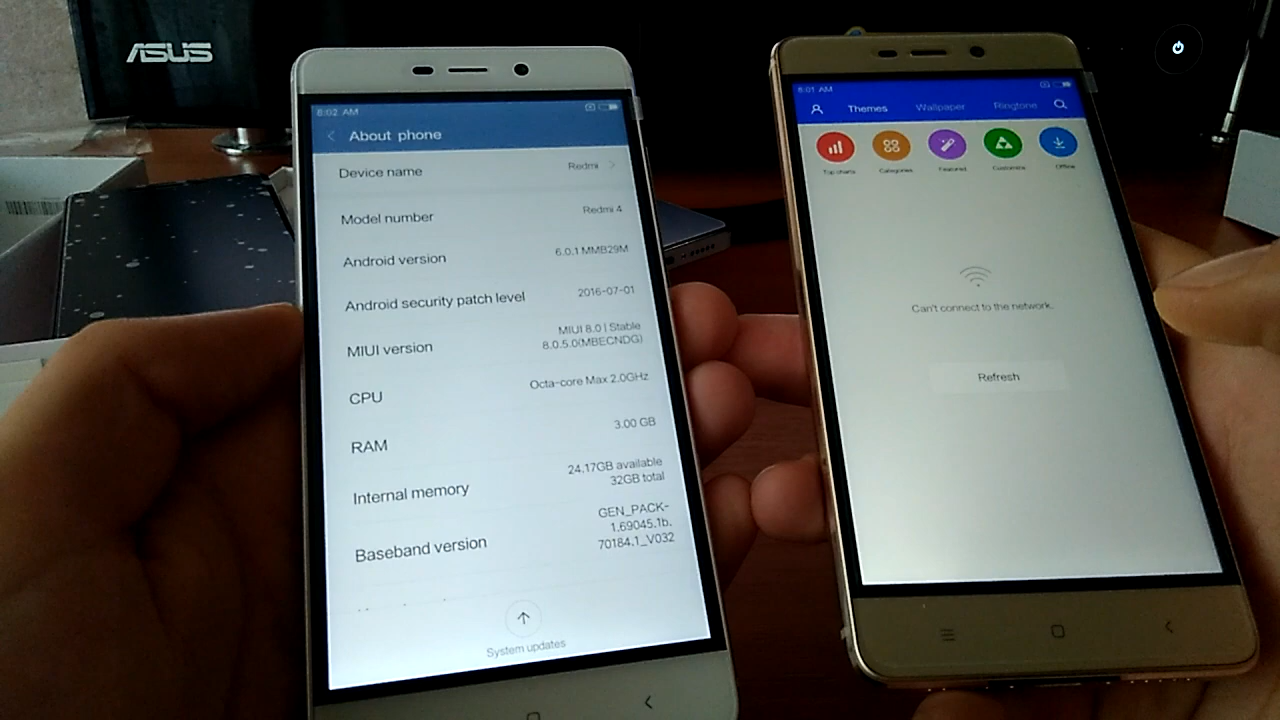 ASUS
8:02 AM
About phone
Device name
Redmi
Model number
Redmi 4
Android version
6.0.1 MMB29M
Android security patch level
2016-07-01
MIUI version
MIUI 8.0 | Stable
8.0.5.0(MBECNDG)
CPU
Octa-core Max 2.0GHz
RAM
3.00 GB
Internal memory
24.17GB available
32GB total
Baseband version
GEN_PACK-
1.69045.1b.
70184.1_V032
System updates
8:01 AM
Themes Wallpaper Ringtone
Top charts Categories Featured Customize Offline
Can't connect to the network.
Refresh